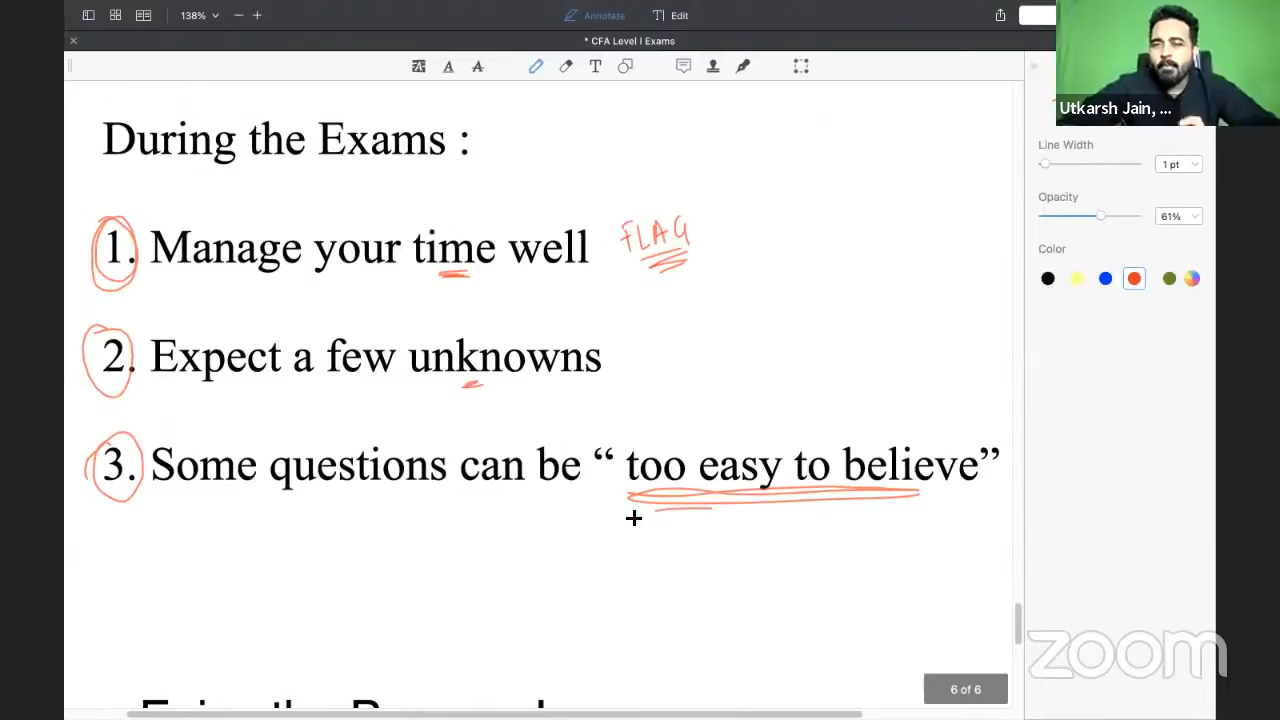 138%
Annotate
Edit
* CFA Level I Exams
During the Exams :
1. Manage your time well FLAG
2. Expect a few unknowns
3. Some questions can be “ too easy to believe”
6 of 6
Utkarsh Jain, ...
Line Width
1 pt
Opacity
61%
Color
zoom